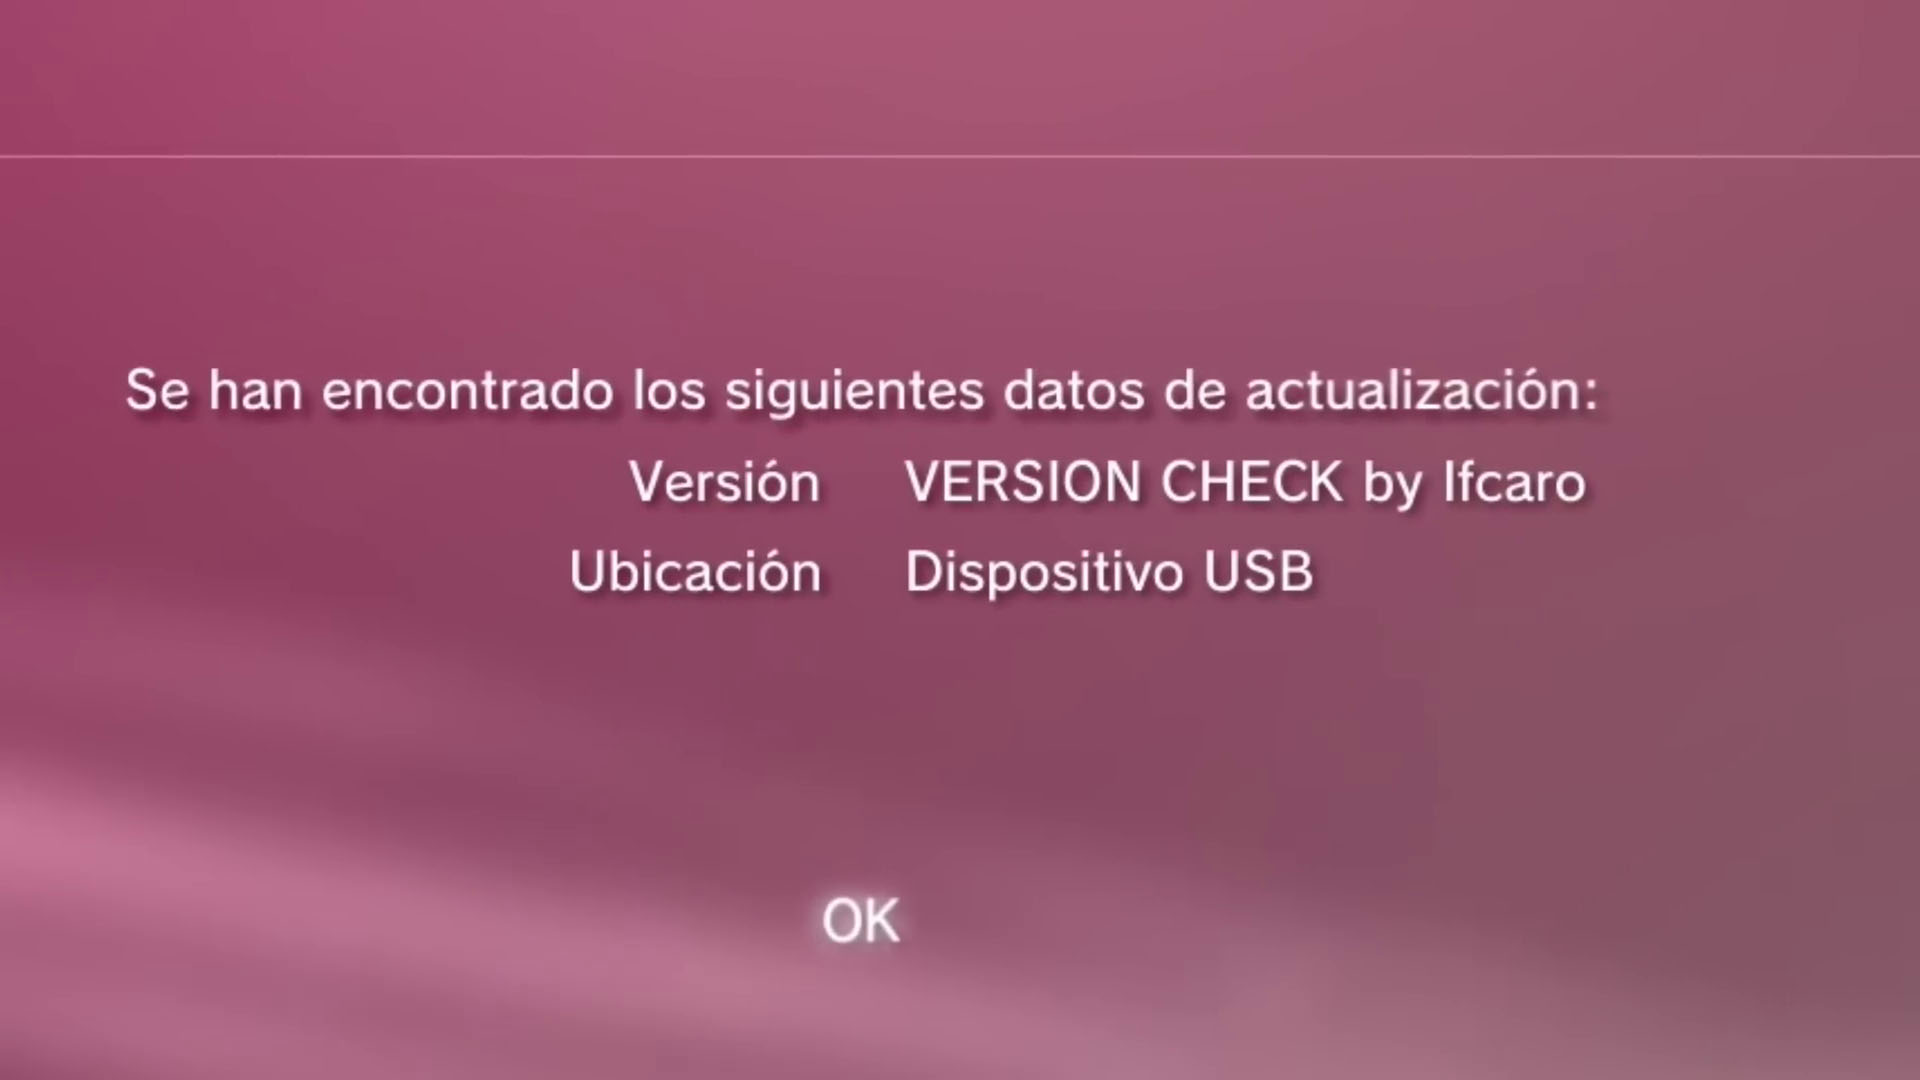 Se han encontrado los siguientes datos de actualización:
Versión VERSION CHECK by Ifcaro
Ubicación Dispositivo USB
OK